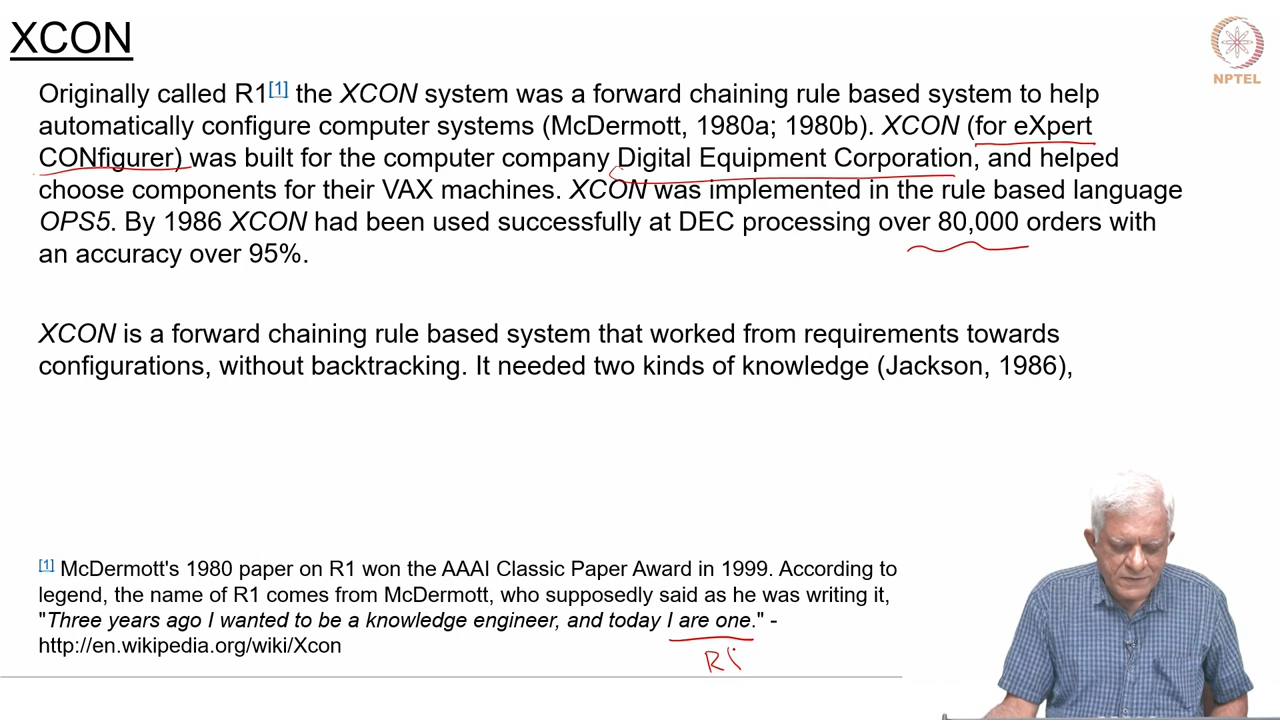 XCON
NPTEL
Originally called R1[1] the XCON system was a forward chaining rule based system to help
automatically configure computer systems (McDermott, 1980a; 1980b). XCON (for eXpert
CONfigurer) was built for the computer company Digital Equipment Corporation, and helped
choose components for their VAX machines. XCON was implemented in the rule based language
OPS5. By 1986 XCON had been used successfully at DEC processing over 80,000 orders with
an accuracy over 95%.
XCON is a forward chaining rule based system that worked from requirements towards
configurations, without backtracking. It needed two kinds of knowledge (Jackson, 1986),
[1] McDermott's 1980 paper on R1 won the AAAI Classic Paper Award in 1999. According to
legend, the name of R1 comes from McDermott, who supposedly said as he was writing it,
"Three years ago I wanted to be a knowledge engineer, and today I are one." -
http://en.wikipedia.org/wiki/Xcon